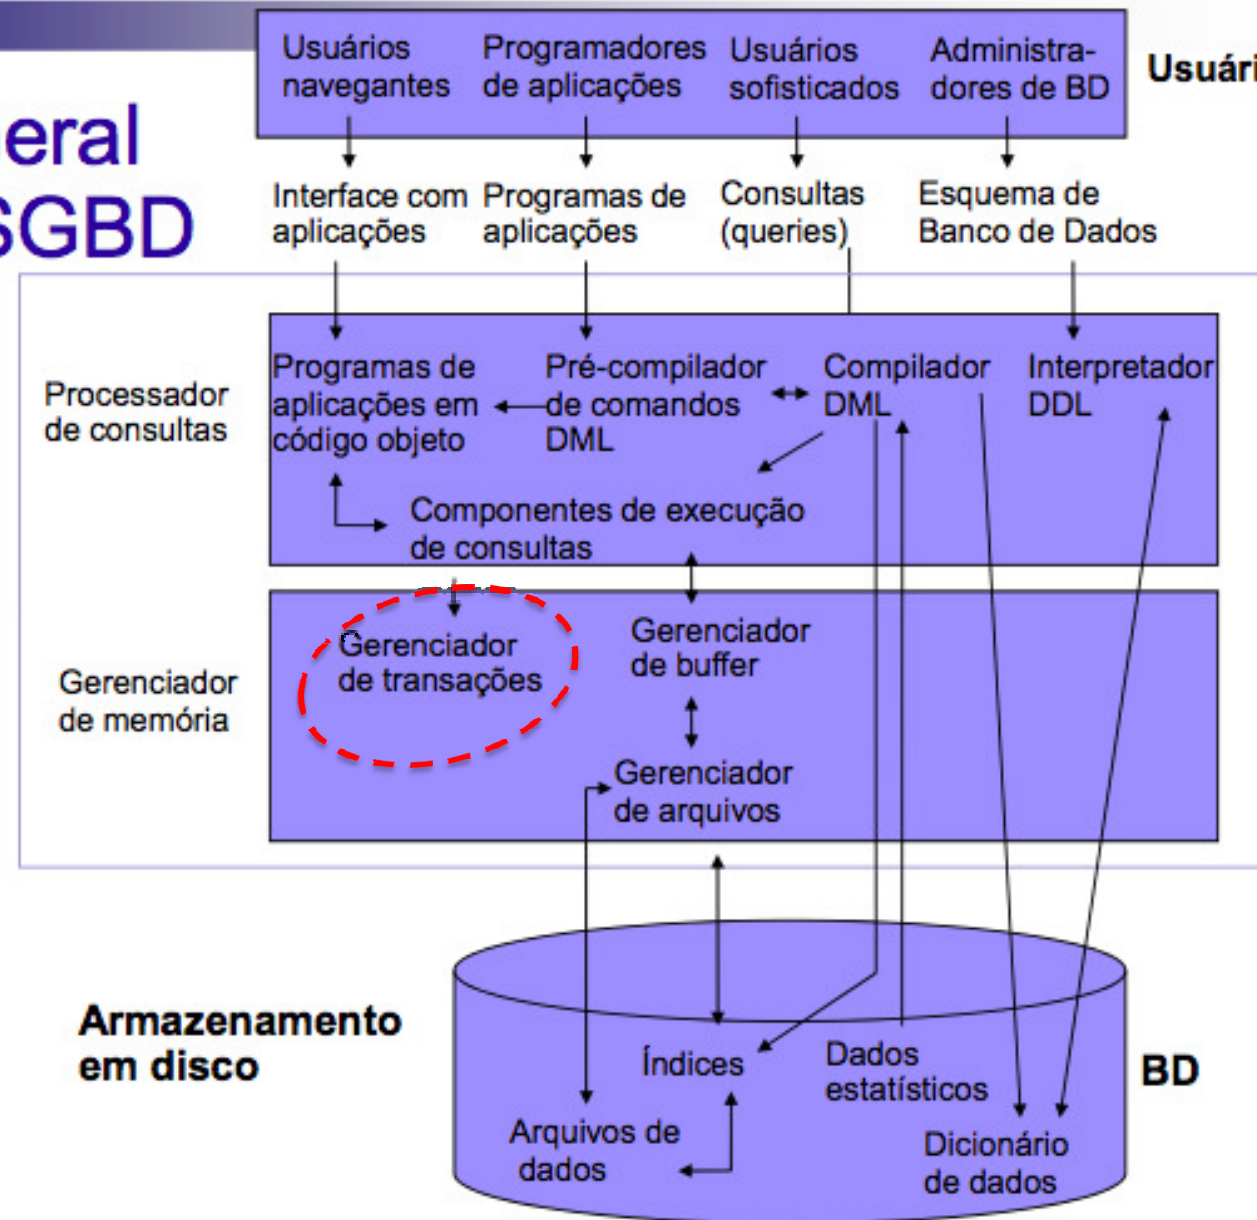 Usuários
navegantes
Programadores
de aplicações
Usuários
sofisticados
Administra-
dores de BD
Usuári
eral
SGBD
Interface com
aplicações
Programas de
aplicações
Consultas
(queries)
Esquema de
Banco de Dados
Processador
de consultas
Programas de
aplicações em
código objeto
Pré-compilador
de comandos
DML
Compilador
DML
Interpretador
DDL
Componentes de execução
de consultas
Gerenciador
de memória
Gerenciador
de transações
Gerenciador
de buffer
Gerenciador
de arquivos
Armazenamento
em disco
Índices
Dados
estatísticos
BD
Arquivos de
dados
Dicionário
de dados